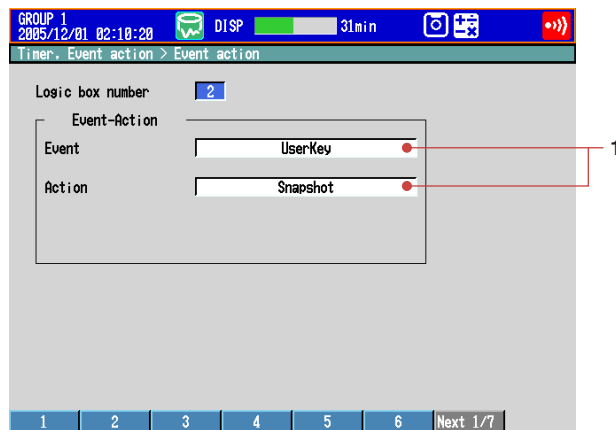 GROUP 1
2005/12/01 02:10:20 DISP 31min
Timer. Event action > Event action
Logic box number 2
Event-Action
Event UserKey
1
Action Snapshot
1 2 3 4 5 6 Next 1/7